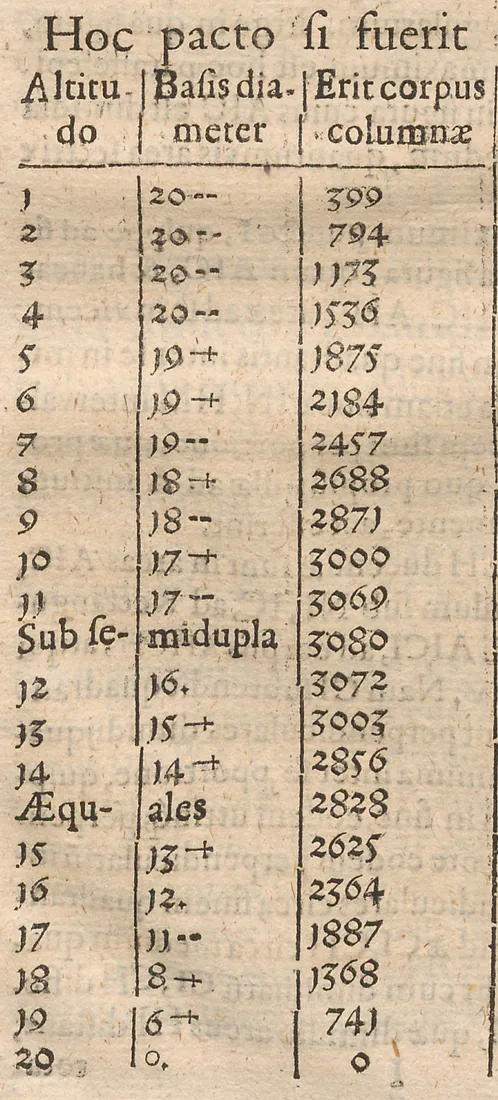 Hoc pacto ſi fuerit
Altitu- | Baſis dia- | Erit corpus
do | meter | columnæ
1 | 20-- | 399
2 | 20-- | 794
3 | 20-- | 1173
4 | 20-- | 1536
5 | 19+ | 1875
6 | 19+ | 2184
7 | 19-- | 2457
8 | 18+ | 2688
9 | 18-- | 2871
10 | 17+ | 3000
11 | 17-- | 3069
Sub ſe- midupla | 3080
12 | 16. | 3072
13 | 15+ | 3003
14 | 14+ | 2856
Æqu- ales | 2828
15 | 13+ | 2625
16 | 12. | 2364
17 | 11-- | 1887
18 | 8+ | 1368
19 | 6+ | 741
20 | 0. | 0